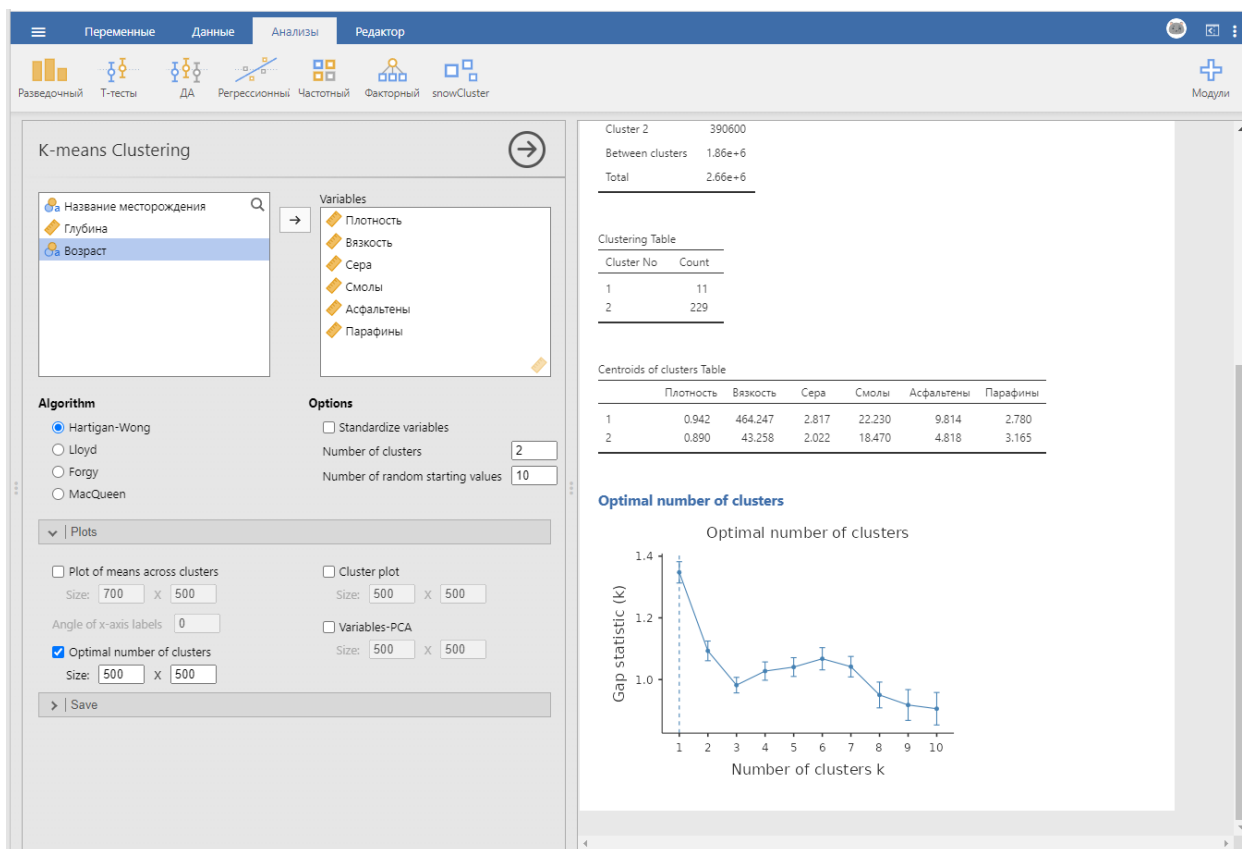 Переменные Данные Анализы Редактор
Разведочный Т-тесты ДА Регрессионны Частотный Факторный snowCluster Модули
K-means Clustering
Название месторождения
Глубина
Возраст
Variables
Плотность
Вязкость
Сера
Смолы
Асфальтены
Парафины
Algorithm
Hartigan-Wong
Lloyd
Forgy
MacQueen
Options
Standardize variables
Number of clusters 2
Number of random starting values 10
Plots
Plot of means across clusters
Size: 700 X 500
Angle of x-axis labels 0
Optimal number of clusters
Size: 500 X 500
Cluster plot
Size: 500 X 500
Variables-PCA
Size: 500 X 500
Save
Cluster 2 390600
Between clusters 1.86e+6
Total 2.66e+6
Clustering Table
Cluster No Count
1 11
2 229
Centroids of clusters Table
Плотность Вязкость Сера Смолы Асфальтены Парафины
1 0.942 464.247 2.817 22.230 9.814 2.780
2 0.890 43.258 2.022 18.470 4.818 3.165
Optimal number of clusters
Optimal number of clusters
Gap statistic (k)
1.4
1.2
1.0
1 2 3 4 5 6 7 8 9 10
Number of clusters k